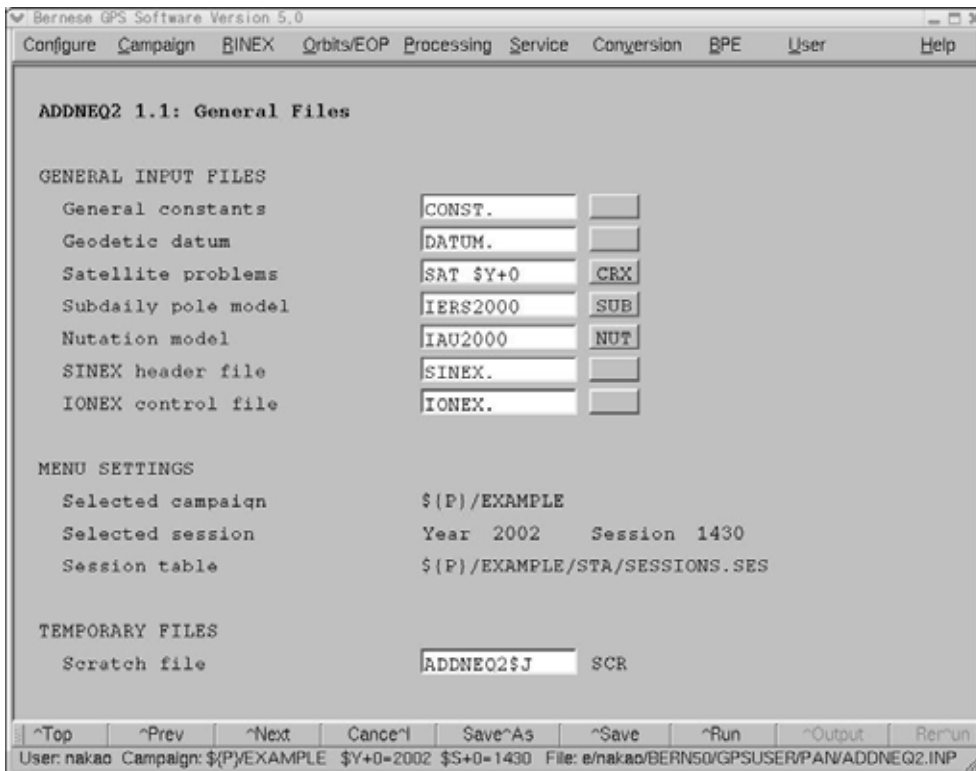 Bernese GPS Software Version 5.0
Configure Campaign RINEX Orbits/EOP Processing Service Conversion BPE User Help
ADDNEQ2 1.1: General Files
GENERAL INPUT FILES
General constants CONST.
Geodetic datum DATUM.
Satellite problems SAT $Y+0 CRX
Subdaily pole model IERS2000 SUB
Nutation model IAU2000 NUT
SINEX header file SINEX.
IONEX control file IONEX.
MENU SETTINGS
Selected campaign ${P}/EXAMPLE
Selected session Year 2002 Session 1430
Session table ${P}/EXAMPLE/STA/SESSIONS.SES
TEMPORARY FILES
Scratch file ADDNEQ2$J SCR
^Top ^Prev ^Next Cance^l Save^As ^Save ^Run ^Output Rer^un
User: nakao Campaign: ${P}/EXAMPLE $Y+0=2002 $S+0=1430 File: e/nakao/BERN50/GPSUSER/PAN/ADDNEQ2.INP